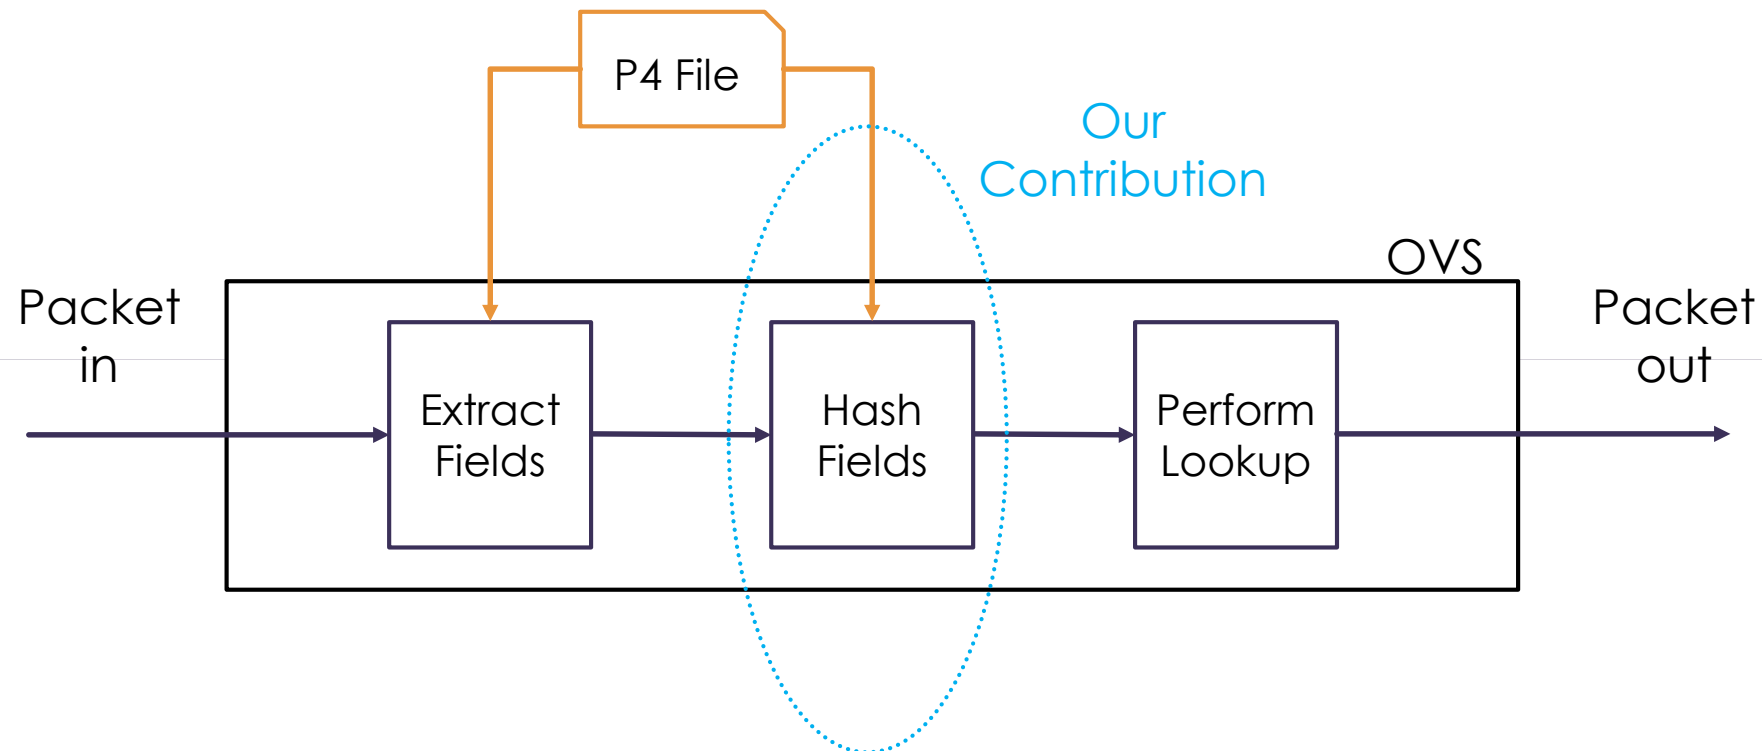 P4 File
Our
Contribution
OVS
Packet
in
Packet
out
Extract
Fields
Hash
Fields
Perform
Lookup